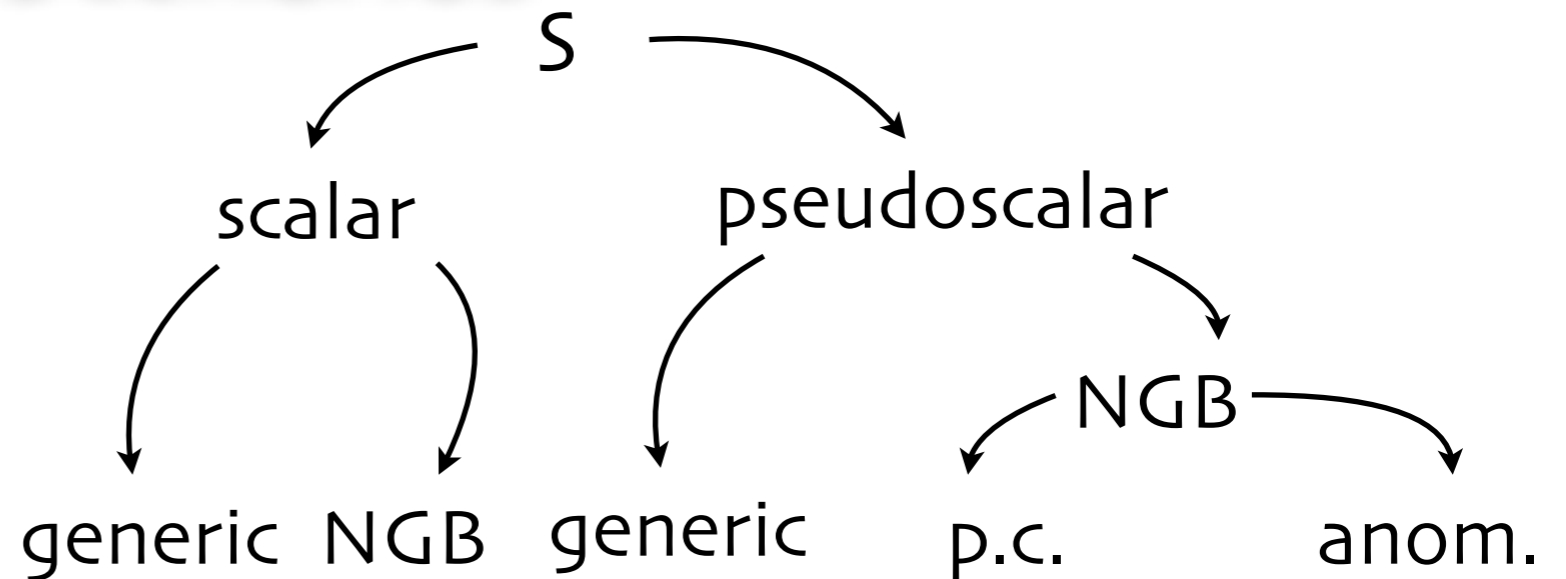 S
scalar
pseudoscalar
NGB
generic NGB generic p.c. anom.